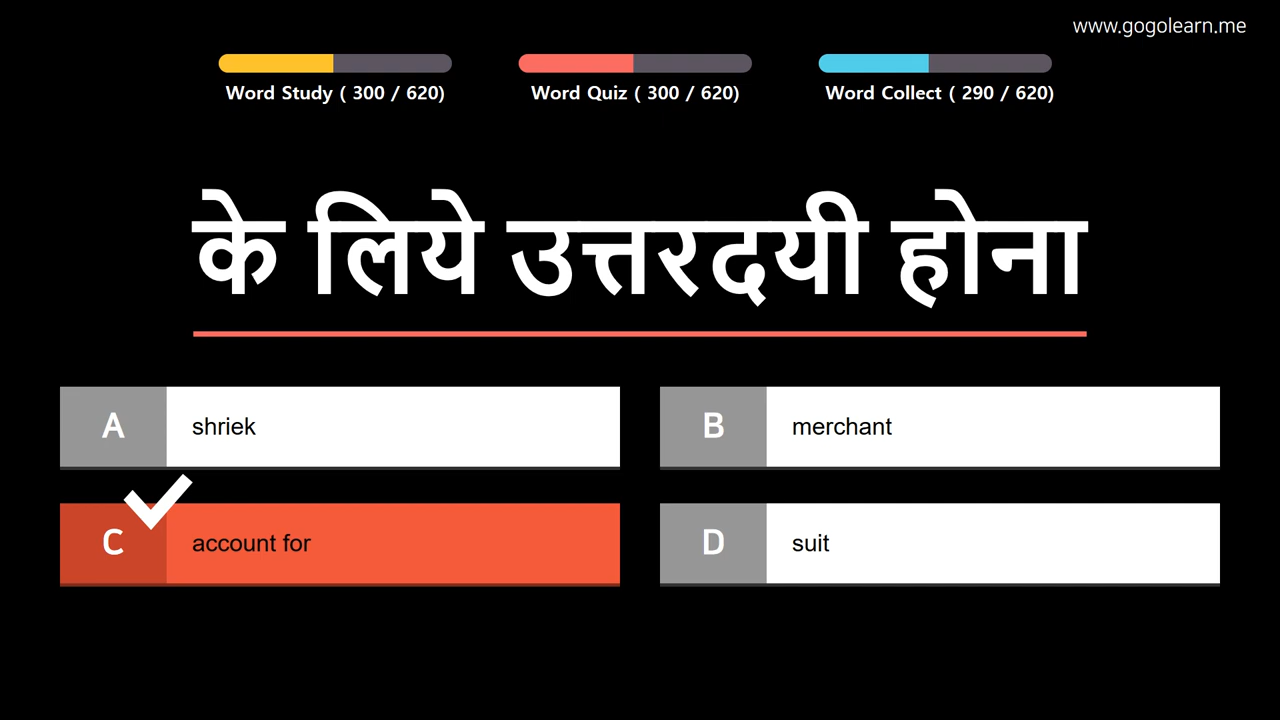 www.gogolearn.me
Word Study ( 300 / 620)
Word Quiz ( 300 / 620)
Word Collect ( 290 / 620)
के लिये उत्तरदयी होना
A shriek
B merchant
C account for
D suit